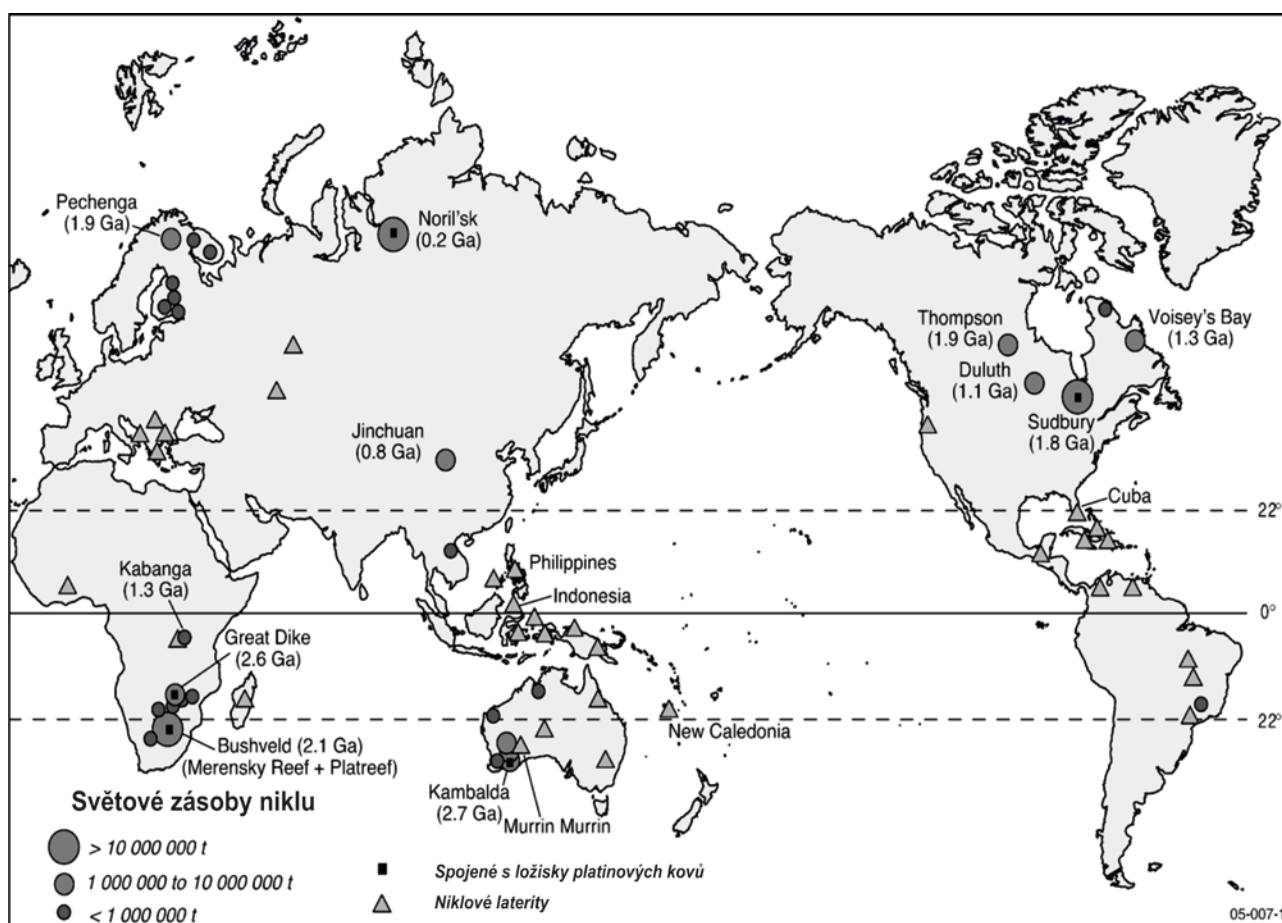 Pechenga
(1.9 Ga)
Noril'sk
(0.2 Ga)
Thompson
(1.9 Ga)
Voisey's Bay
(1.3 Ga)
Duluth
(1.1 Ga)
Sudbury
(1.8 Ga)
Jinchuan
(0.8 Ga)
Cuba
22°
Philippines
Kabanga
(1.3 Ga)
Indonesia
0°
Great Dike
(2.6 Ga)
22°
New Caledonia
Bushveld (2.1 Ga)
(Merensky Reef + Platreef)
Kambalda
(2.7 Ga)
Murrin Murrin
Světové zásoby niklu
> 10 000 000 t
1 000 000 to 10 000 000 t
< 1 000 000 t
Spojené s ložisky platinových kovů
Niklové laterity
05-007-1